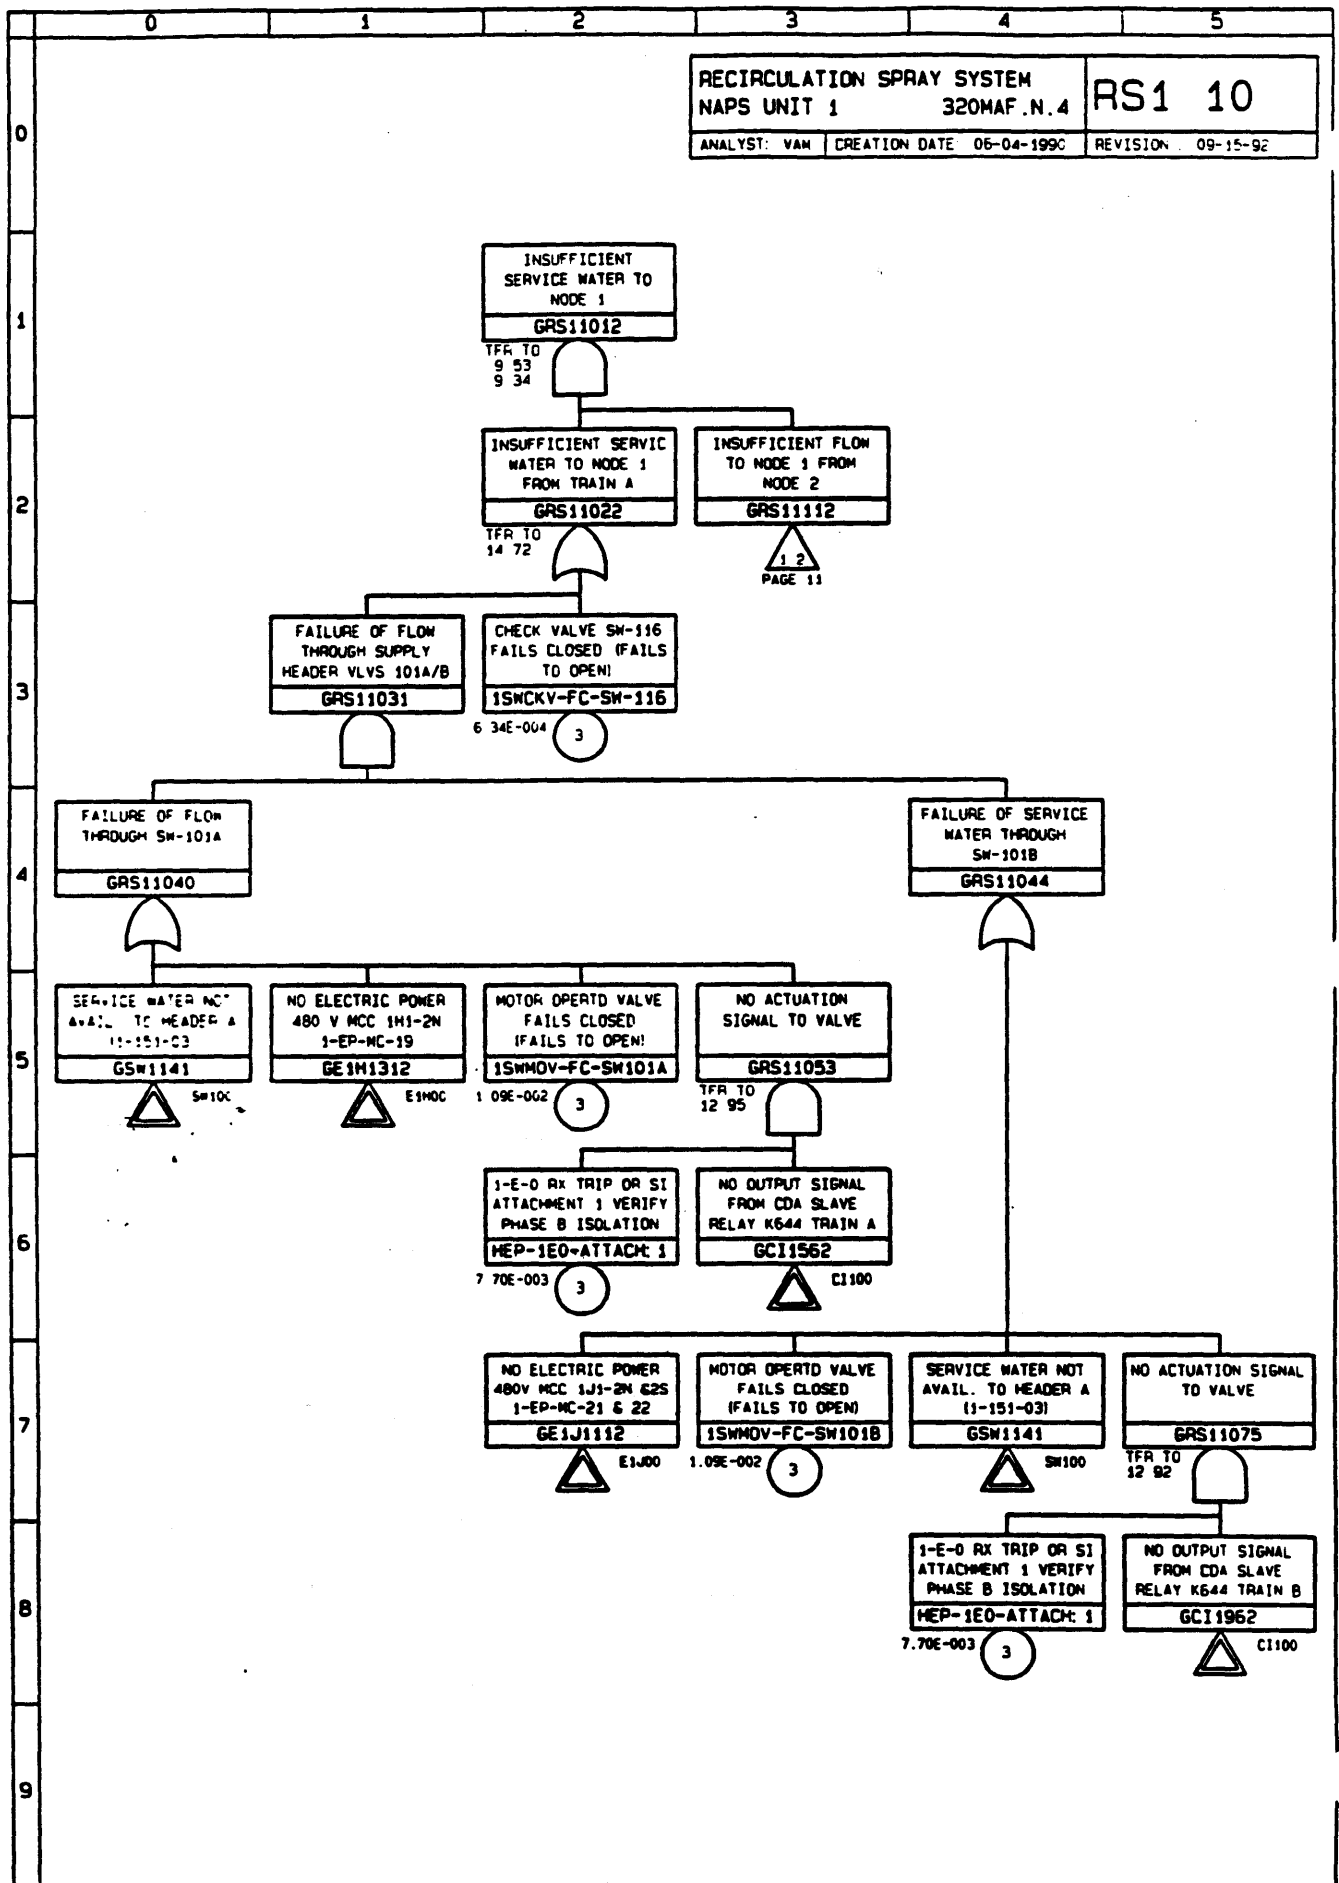 0 1 2 3 4 5
RECIRCULATION SPRAY SYSTEM
NAPS UNIT 1 320MAF.N.4
RS1 10
ANALYST: VAM CREATION DATE 06-04-1990 REVISION : 09-15-92
0
INSUFFICIENT
SERVICE WATER TO
NODE 1
GRS11012
1
TFR TO
9 53
9 34
INSUFFICIENT SERVIC
WATER TO NODE 1
FROM TRAIN A
GRS11022
INSUFFICIENT FLOW
TO NODE 1 FROM
NODE 2
GRS11112
2
TFR TO
14 72
1 2
PAGE 11
FAILURE OF FLOW
THROUGH SUPPLY
HEADER VLVS 101A/B
GRS11031
CHECK VALVE SW-116
FAILS CLOSED (FAILS
TO OPEN)
1SWCKV-FC-SW-116
3
6 34E-004
3
FAILURE OF FLOW
THROUGH SW-101A
GRS11040
FAILURE OF SERVICE
WATER THROUGH
SW-101B
GRS11044
4
SERVICE WATER NOT
AVAIL. TO HEADER A
(1-151-03
GSW1141
SW100
NO ELECTRIC POWER
480 V MCC 1H1-2N
1-EP-MC-19
GE1H1312
E1H00
MOTOR OPERTD VALVE
FAILS CLOSED
(FAILS TO OPEN)
1SWMOV-FC-SW101A
1 09E-002
3
NO ACTUATION
SIGNAL TO VALVE
GRS11053
TFR TO
12 95
5
1-E-0 RX TRIP OR SI
ATTACHMENT 1 VERIFY
PHASE B ISOLATION
HEP-1E0-ATTACH: 1
7 70E-003
3
NO OUTPUT SIGNAL
FROM CDA SLAVE
RELAY K644 TRAIN A
GCI1562
CI100
6
NO ELECTRIC POWER
480V MCC 1J1-2N &2S
1-EP-MC-21 & 22
GE1J1112
E1J00
MOTOR OPERTD VALVE
FAILS CLOSED
(FAILS TO OPEN)
1SWMOV-FC-SW101B
1.09E-002
3
SERVICE WATER NOT
AVAIL. TO HEADER A
(1-151-03)
GSW1141
SW100
NO ACTUATION SIGNAL
TO VALVE
GRS11075
TFR TO
12 92
7
1-E-0 RX TRIP OR SI
ATTACHMENT 1 VERIFY
PHASE B ISOLATION
HEP-1E0-ATTACH: 1
7.70E-003
3
NO OUTPUT SIGNAL
FROM CDA SLAVE
RELAY K644 TRAIN B
GCI1962
CI100
8
9